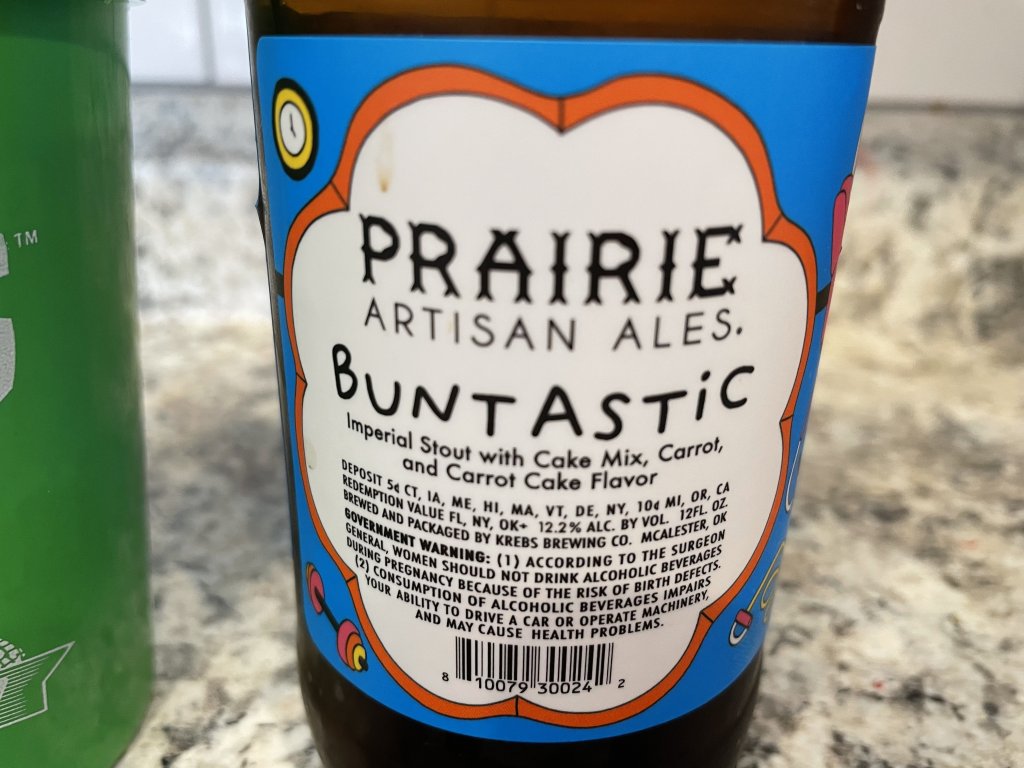 TM
PRAIRIE
ARTISAN ALES.
BUNTASTiC
Imperial Stout with Cake Mix, Carrot,
and Carrot Cake Flavor
DEPOSIT 5¢ CT, IA, ME, HI, MA, VT, DE, NY, 10¢ MI, OR, CA
REDEMPTION VALUE FL, NY, OK+ 12.2% ALC. BY VOL. 12FL. OZ.
BREWED AND PACKAGED BY KREBS BREWING CO. MCALESTER, OK
GOVERNMENT WARNING: (1) ACCORDING TO THE SURGEON
GENERAL, WOMEN SHOULD NOT DRINK ALCOHOLIC BEVERAGES
DURING PREGNANCY BECAUSE OF THE RISK OF BIRTH DEFECTS.
(2) CONSUMPTION OF ALCOHOLIC BEVERAGES IMPAIRS
YOUR ABILITY TO DRIVE A CAR OR OPERATE MACHINERY,
AND MAY CAUSE HEALTH PROBLEMS.
8 10079 30024 2